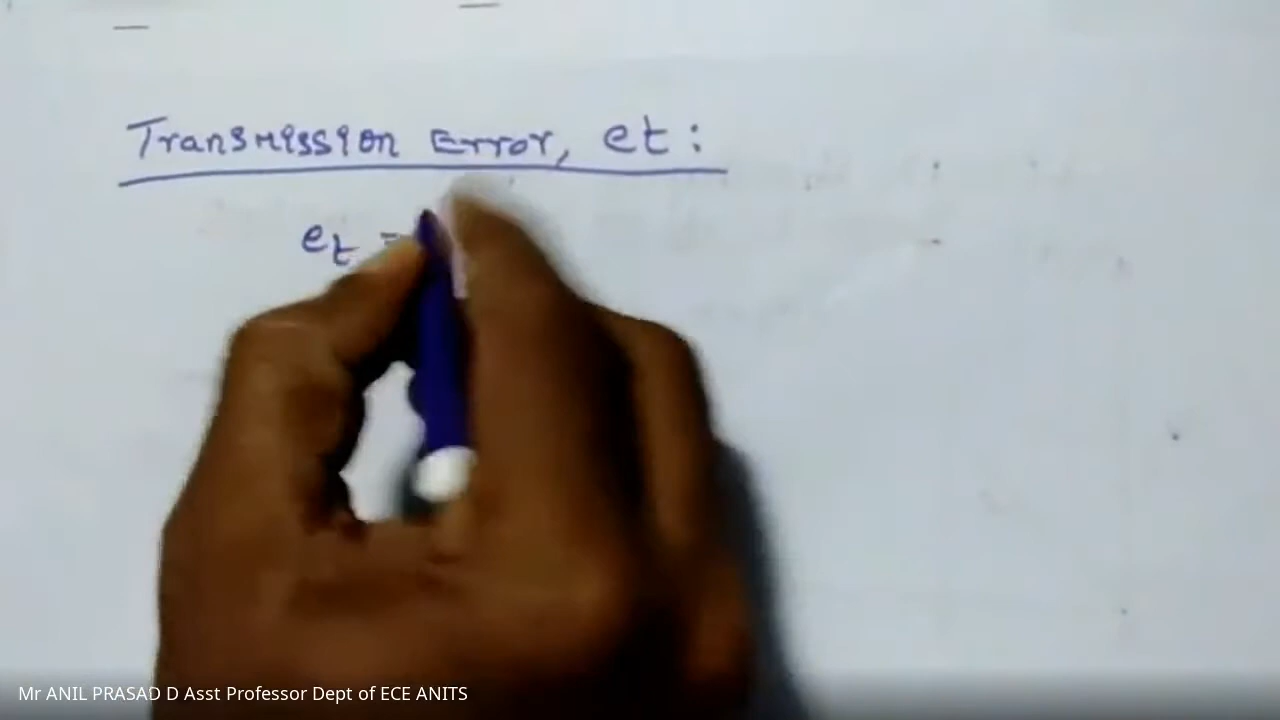 Transmission Error, et :
et =
Mr ANIL PRASAD D Asst Professor Dept of ECE ANITS